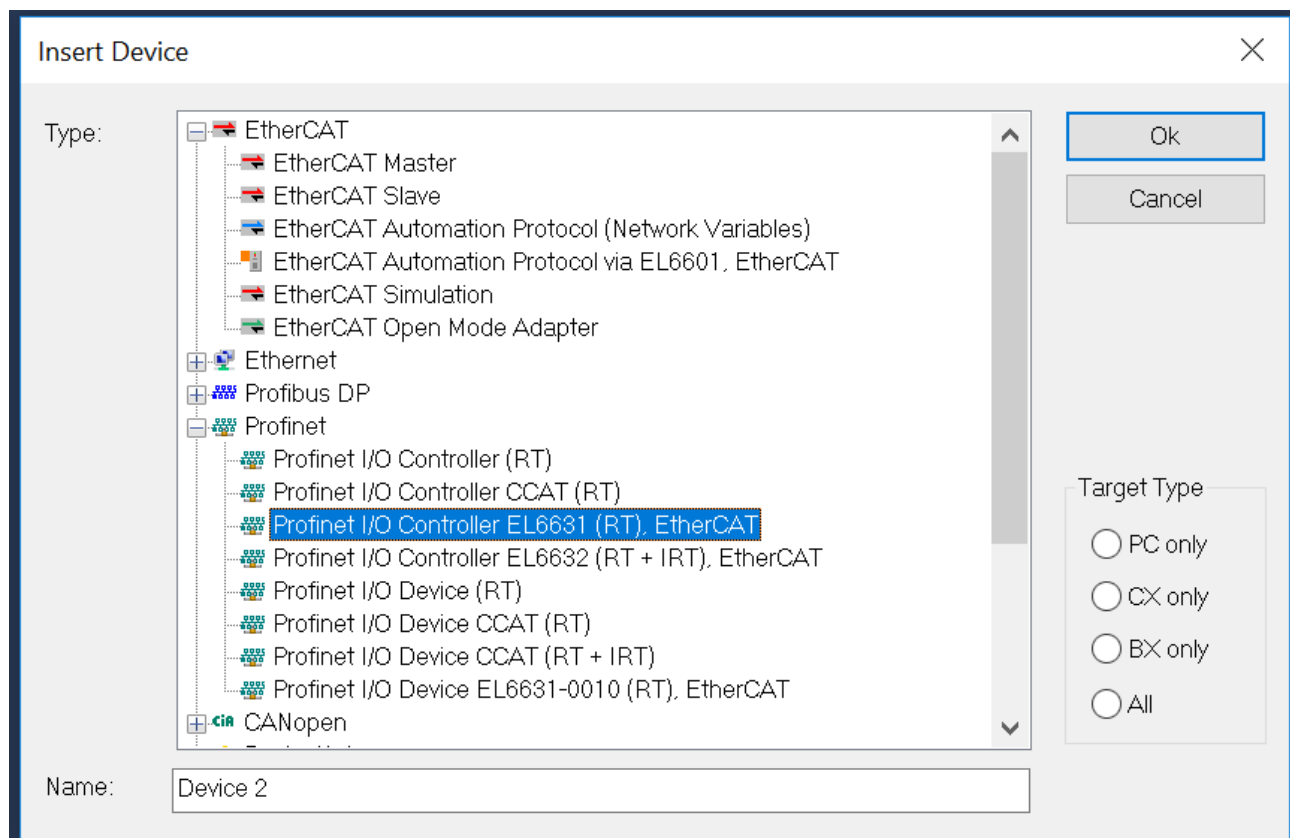 Insert Device
Type:
EtherCAT
EtherCAT Master
EtherCAT Slave
EtherCAT Automation Protocol (Network Variables)
EtherCAT Automation Protocol via EL6601, EtherCAT
EtherCAT Simulation
EtherCAT Open Mode Adapter
Ethernet
Profibus DP
Profinet
Profinet I/O Controller (RT)
Profinet I/O Controller CCAT (RT)
Profinet I/O Controller EL6631 (RT), EtherCAT
Profinet I/O Controller EL6632 (RT + IRT), EtherCAT
Profinet I/O Device (RT)
Profinet I/O Device CCAT (RT)
Profinet I/O Device CCAT (RT + IRT)
Profinet I/O Device EL6631-0010 (RT), EtherCAT
CiA CANopen
Ok
Cancel
Target Type
PC only
CX only
BX only
All
Name:
Device 2